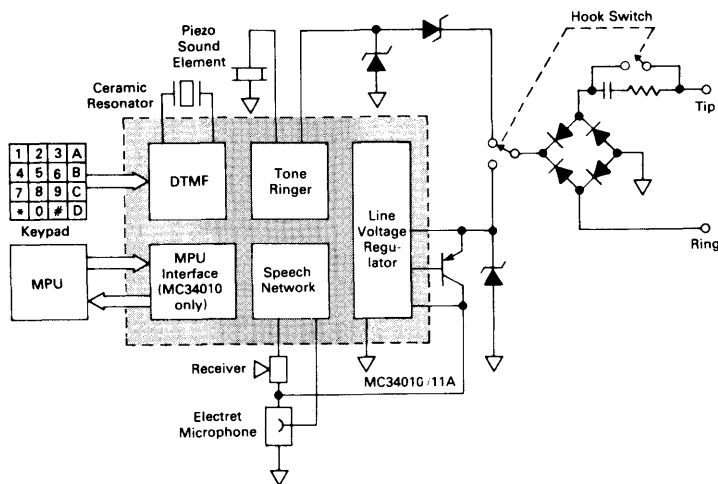 Hook Switch
Piezo
Sound
Element
Ceramic
Resonator
Tip
1 2 3 A
4 5 6 B
7 8 9 C
* 0 # D
Keypad
DTMF
Tone
Ringer
Line
Voltage
Regu-
lator
Ring
MPU
MPU
Interface
(MC34010
only)
Speech
Network
Receiver
MC34010/11A
Electret
Microphone